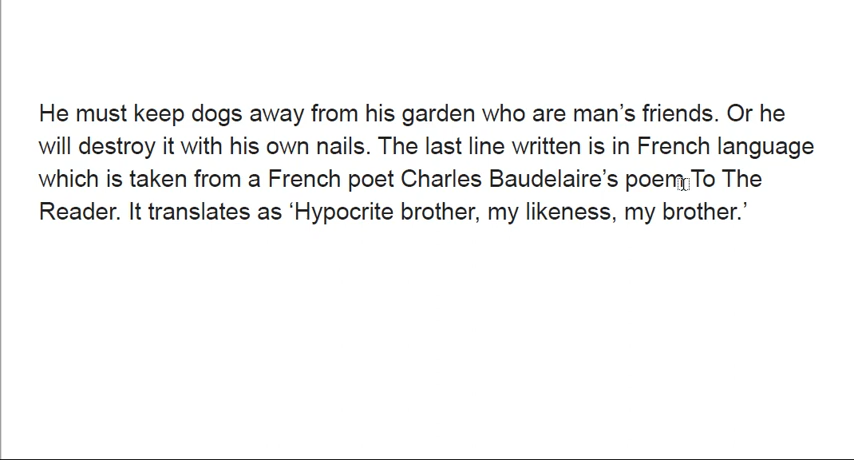 He must keep dogs away from his garden who are man’s friends. Or he
will destroy it with his own nails. The last line written is in French language
which is taken from a French poet Charles Baudelaire’s poem To The
Reader. It translates as ‘Hypocrite brother, my likeness, my brother.’